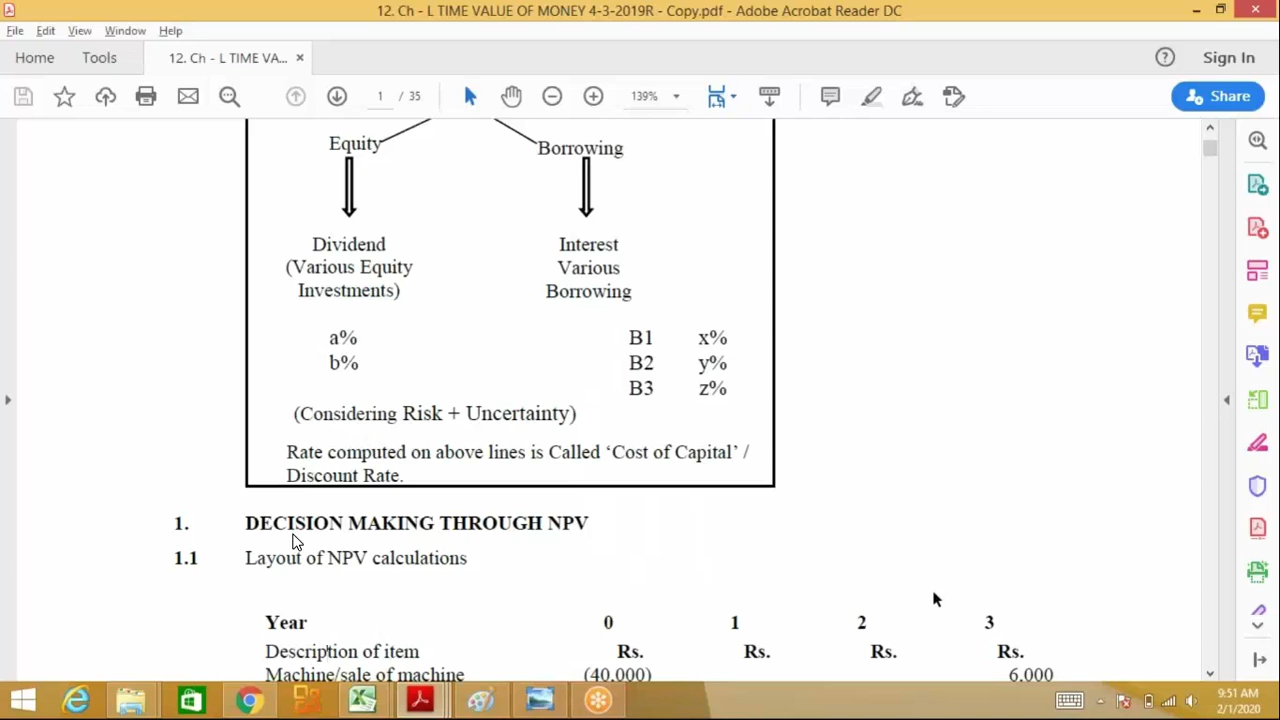 12. Ch - L TIME VALUE OF MONEY 4-3-2019R - Copy.pdf - Adobe Acrobat Reader DC
File Edit View Window Help
Home Tools 12. Ch - L TIME VA... × Sign In
1 / 35 139% Share
Equity Borrowing
Dividend Interest
(Various Equity Various
Investments) Borrowing
a% B1 x%
b% B2 y%
B3 z%
(Considering Risk + Uncertainty)
Rate computed on above lines is Called ‘Cost of Capital’ /
Discount Rate.
1. DECISION MAKING THROUGH NPV
1.1 Layout of NPV calculations
Year 0 1 2 3
Description of item Rs. Rs. Rs. Rs.
Machine/sale of machine (40,000) 6,000
9:51 AM
2/1/2020